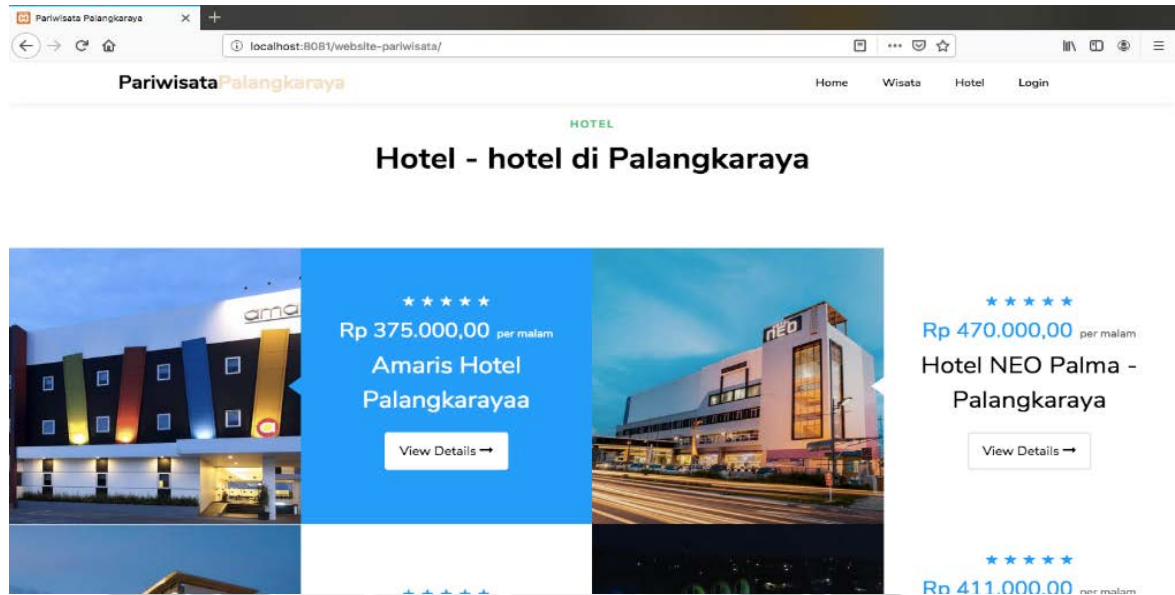 Pariwisata Palangkaraya
localhost:8081/website-pariwisata/
PariwisataPalangkaraya
Home Wisata Hotel Login
HOTEL
Hotel - hotel di Palangkaraya
ama
Rp 375.000,00 per malam
Amaris Hotel
Palangkarayaa
View Details →
neo
Rp 470.000,00 per malam
Hotel NEO Palma -
Palangkaraya
View Details →
Rp 411.000,00 per malam